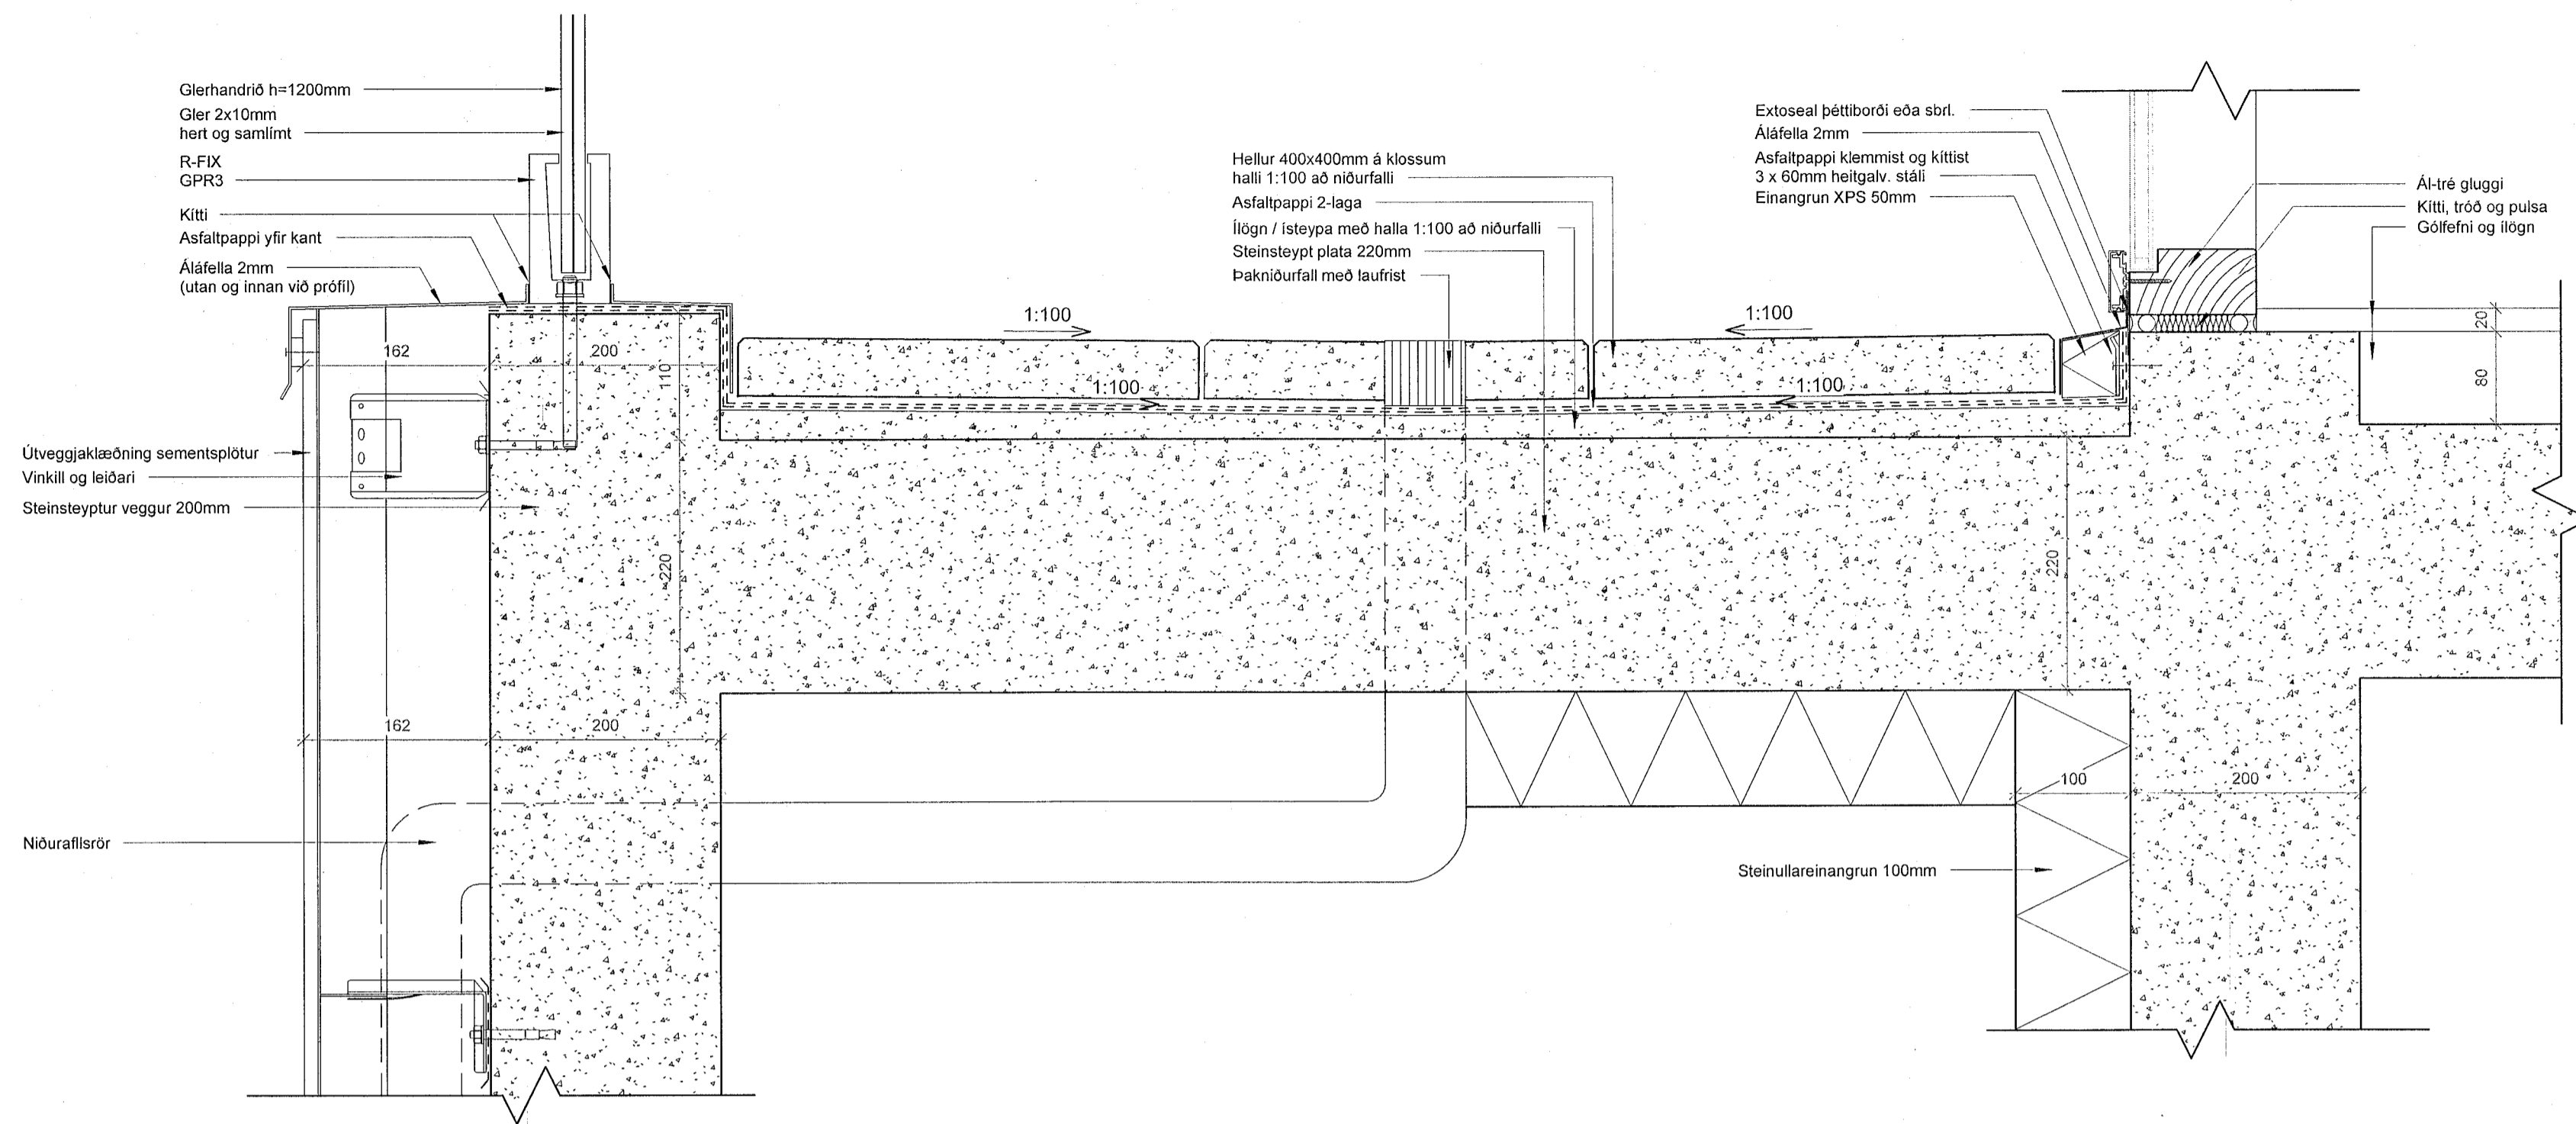 Glerhandrið h=1200mm
Gler 2x10mm
hert og samlímt
R-FIX
GPR3
Kítti
Asfaltpappi yfir kant
Áláfella 2mm
(utan og innan við prófíl)
Útveggjaklæðning sementsplötur
Vinkill og leiðari
Steinsteyptur veggur 200mm
Niðurafllsrör
162
200
110
220
162
200
Hellur 400x400mm á klossum
halli 1:100 að niðurfalli
Asfaltpappi 2-laga
Ílögn / ísteypa með halla 1:100 að niðurfalli
Steinsteypt plata 220mm
Þakniðurfall með laufrist
1:100
1:100
1:100
1:100
Extoseal þéttiborði eða sbrl.
Áláfella 2mm
Asfaltpappi klemmist og kíttist
3 x 60mm heitgalv. stáli
Einangrun XPS 50mm
Ál-tré gluggi
Kítti, tróð og pulsa
Gólfefni og ílögn
20
80
220
100
200
Steinullareinangrun 100mm